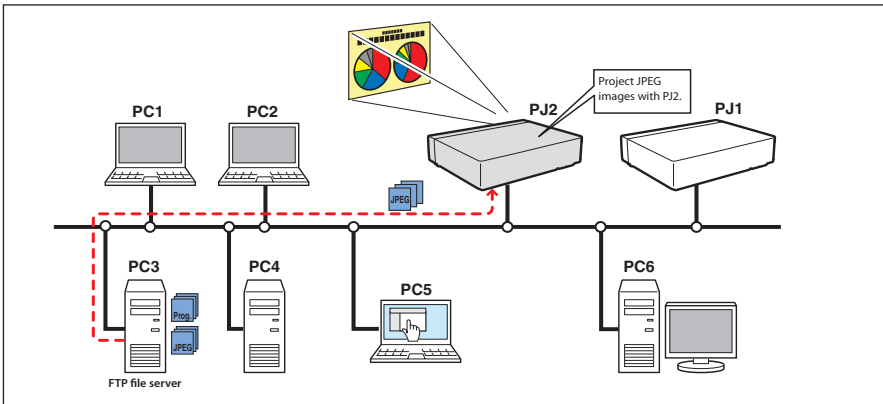 Project JPEG
images with PJ2.
PJ2
PJ1
PC1
PC2
JPEG
PC3
PC4
PC5
PC6
Prog.
JPEG
FTP file server